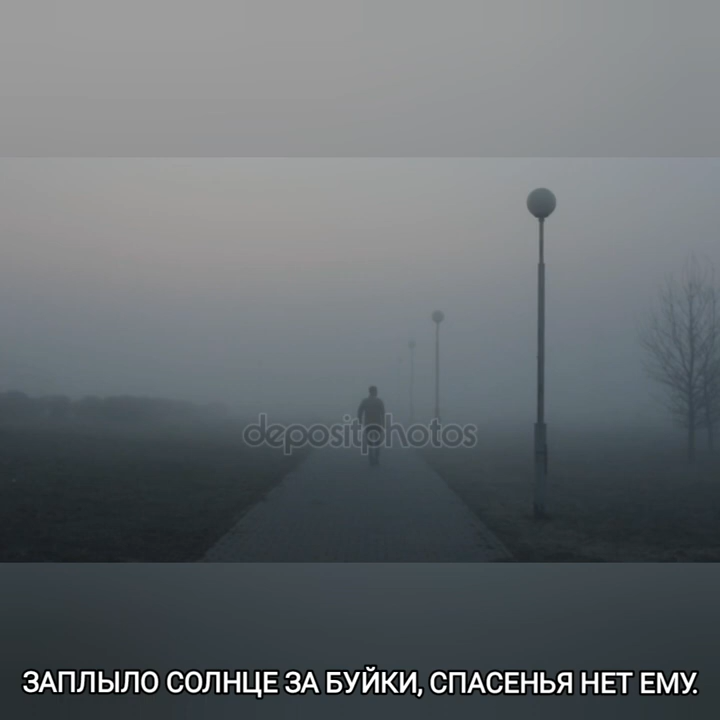 depositphotos
ЗАПЛЫЛО СОЛНЦЕ ЗА БУЙКИ, СПАСЕНЬЯ НЕТ ЕМУ.